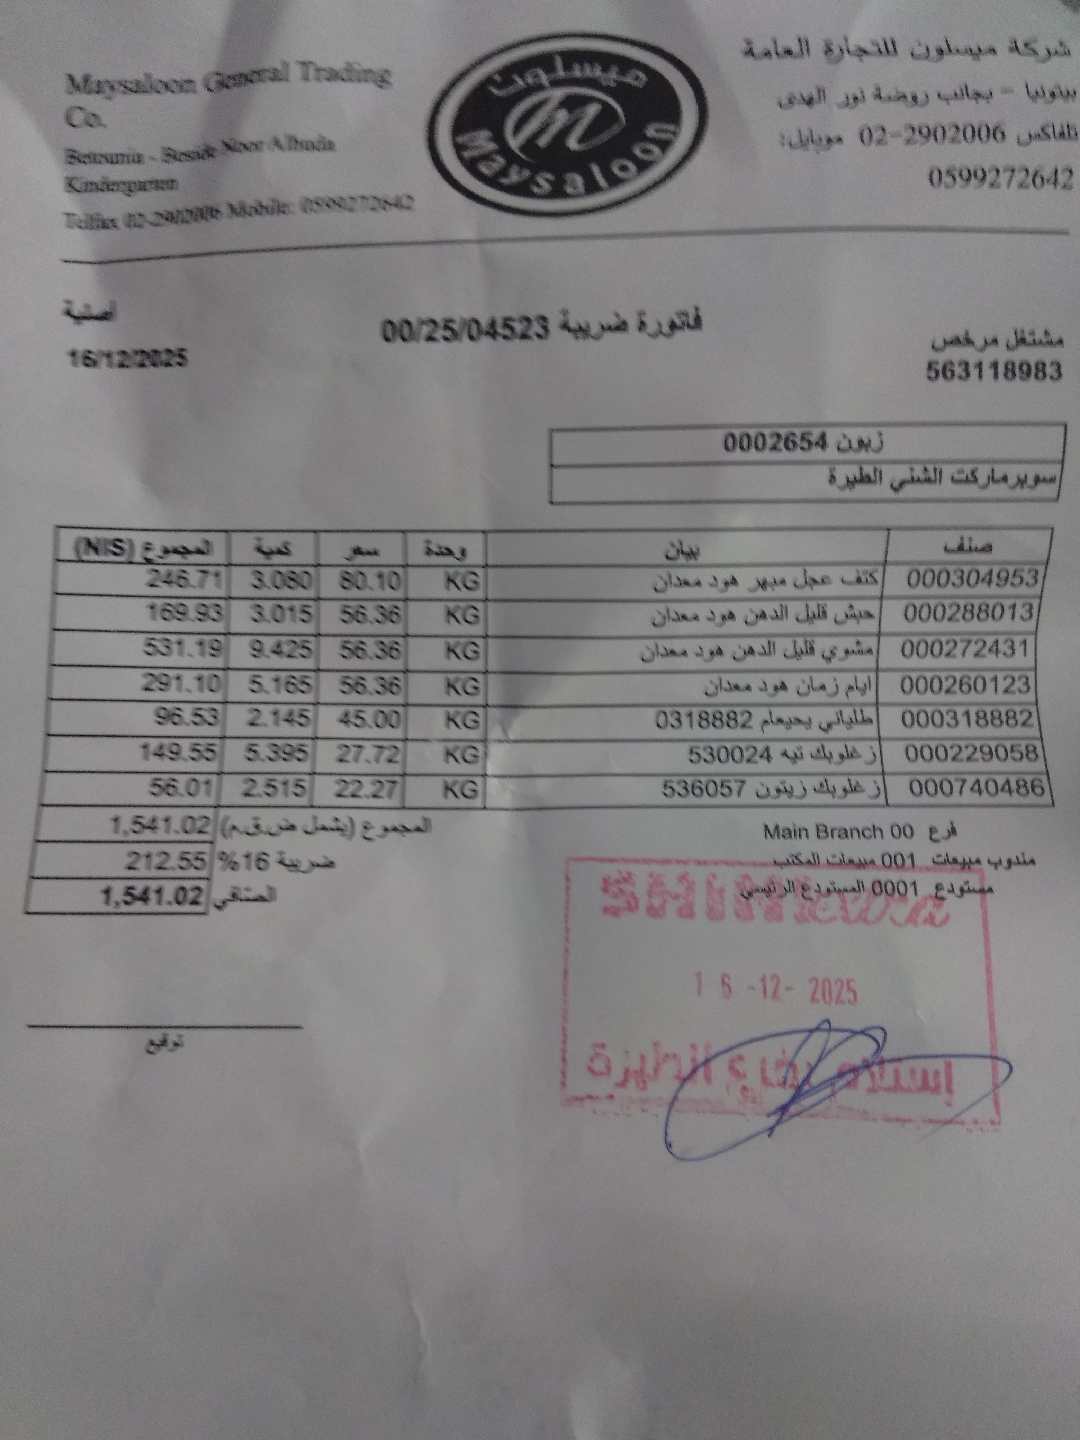 شركة ميسلون للتجارة العامة
بيتونيا - بجانب روضة نور الهدى
تلفاكس 02-2902006 موبايل:
0599272642
ميسلون
Maysaloon
Maysaloon General Trading
Co.
Betounia - Beside Noor Alhuda
Kindergarten
Telfax 02-2902006 Mobile: 0599272642
أصلية
16/12/2025
فاتورة ضريبة 00/25/04523
مشتغل مرخص
563118983
زبون 0002654
سوبرماركت الشني الطيرة
صنف بيان وحدة سعر كمية المجموع (NIS)
000304953 كتف عجل مبهر هود معدان KG 80.10 3.080 246.71
000288013 حبش قليل الدهن هود معدان KG 56.36 3.015 169.93
000272431 مشوي قليل الدهن هود معدان KG 56.36 9.425 531.19
000260123 ايام زمان هود معدان KG 56.36 5.165 291.10
000318882 طلياني يحيعام 0318882 KG 45.00 2.145 96.53
000229058 ز غلوبك تيه 530024 KG 27.72 5.395 149.55
000740486 ز غلوبك زيتون 536057 KG 22.27 2.515 56.01
المجموع (يشمل ض.ق.م) 1,541.02
ضريبة 16% 212.55
الصافي 1,541.02
فرع Main Branch 00
مندوب مبيعات 001 مبيعات المكتب
مستودع 0001 المستودع الرئيسي
16-12-2025
إستلام بفرع الطيرة
توقيع